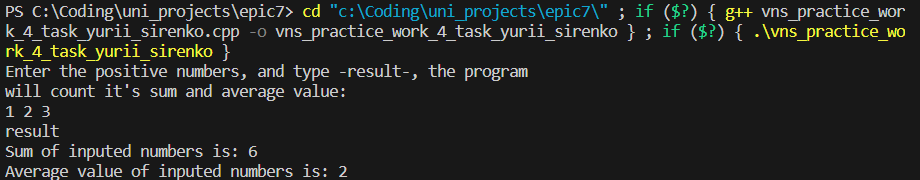 PS C:\Coding\uni_projects\epic7> cd "c:\Coding\uni_projects\epic7\" ; if ($?) { g++ vns_practice_wor
k_4_task_yurii_sirenko.cpp -o vns_practice_work_4_task_yurii_sirenko } ; if ($?) { .\vns_practice_wo
rk_4_task_yurii_sirenko }
Enter the positive numbers, and type -result-, the program
will count it's sum and average value:
1 2 3
result
Sum of inputed numbers is: 6
Average value of inputed numbers is: 2